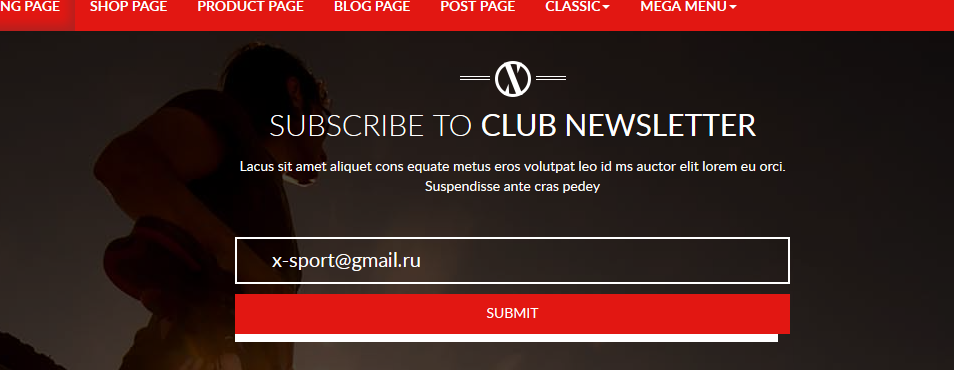 NG PAGE SHOP PAGE PRODUCT PAGE BLOG PAGE POST PAGE CLASSIC MEGA MENU
SUBSCRIBE TO CLUB NEWSLETTER
Lacus sit amet aliquet cons equate metus eros volutpat leo id ms auctor elit lorem eu orci.
Suspendisse ante cras pedey
x-sport@gmail.ru
SUBMIT